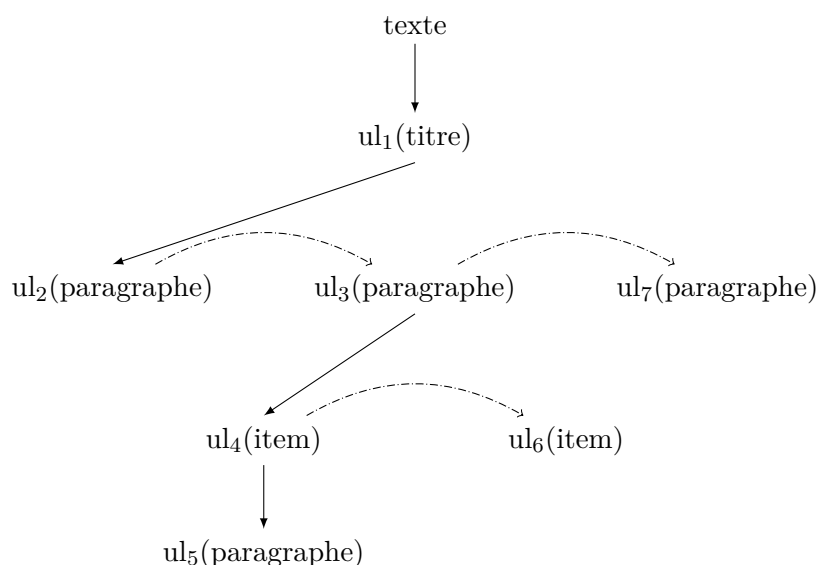 texte
ul₁(titre)
ul₂(paragraphe) ul₃(paragraphe) ul₇(paragraphe)
ul₄(item) ul₆(item)
ul₅(paragraphe)